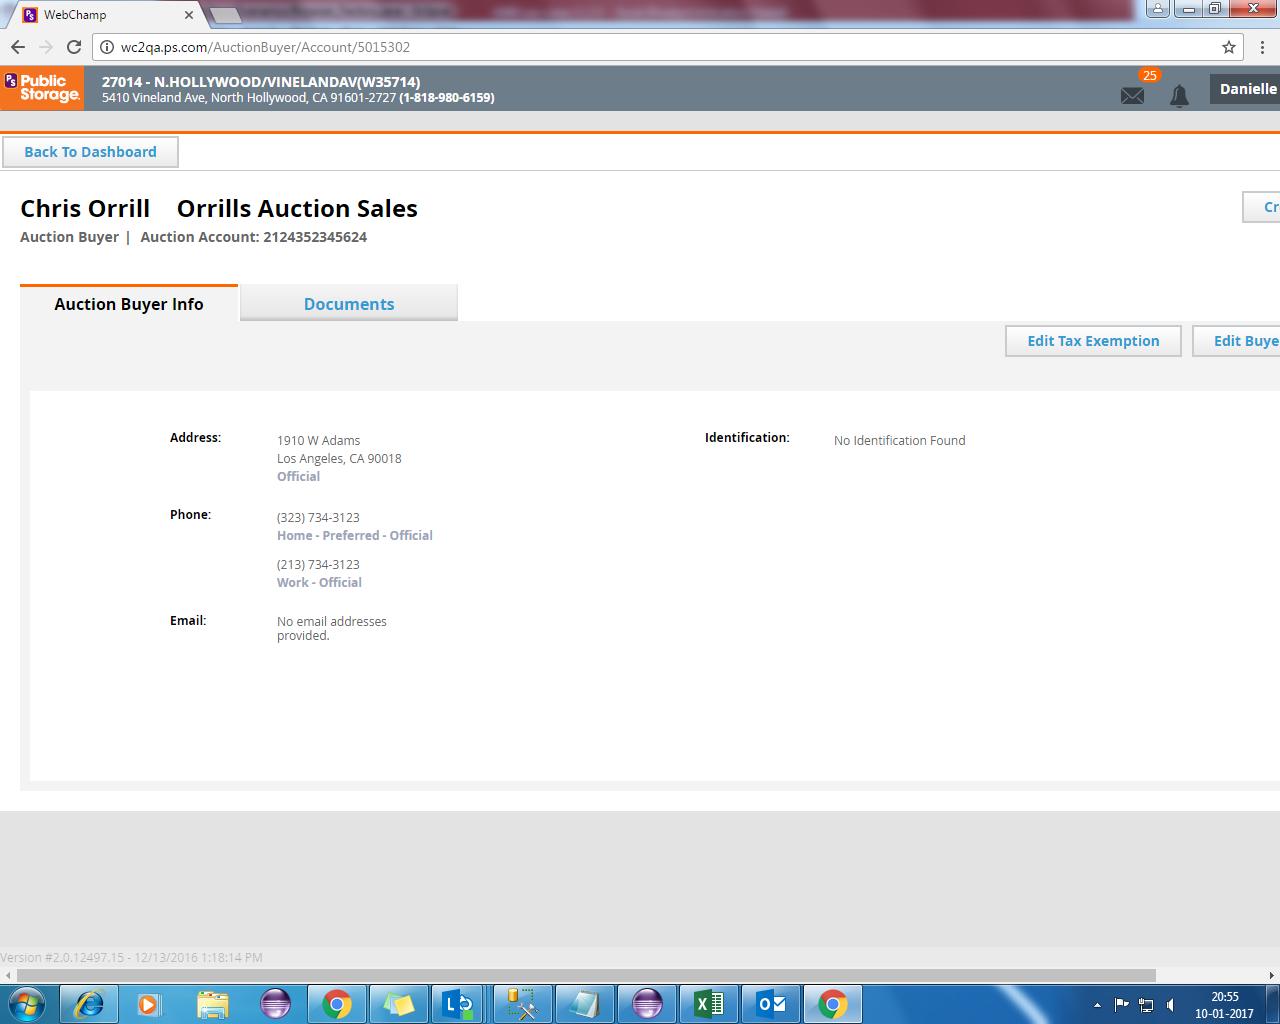 WebChamp
wc2qa.ps.com/AuctionBuyer/Account/5015302
PS
Public
Storage.
27014 - N.HOLLYWOOD/VINELANDAV(W35714)
5410 Vineland Ave, North Hollywood, CA 91601-2727 (1-818-980-6159)
25
Danielle
Back To Dashboard
Chris Orrill Orrills Auction Sales
Cr
Auction Buyer | Auction Account: 2124352345624
Auction Buyer Info
Documents
Edit Tax Exemption
Edit Buye
Address:
1910 W Adams
Los Angeles, CA 90018
Official
Identification:
No Identification Found
Phone:
(323) 734-3123
Home - Preferred - Official
(213) 734-3123
Work - Official
Email:
No email addresses
provided.
Version #2.0.12497.15 - 12/13/2016 1:18:14 PM
20:55
10-01-2017